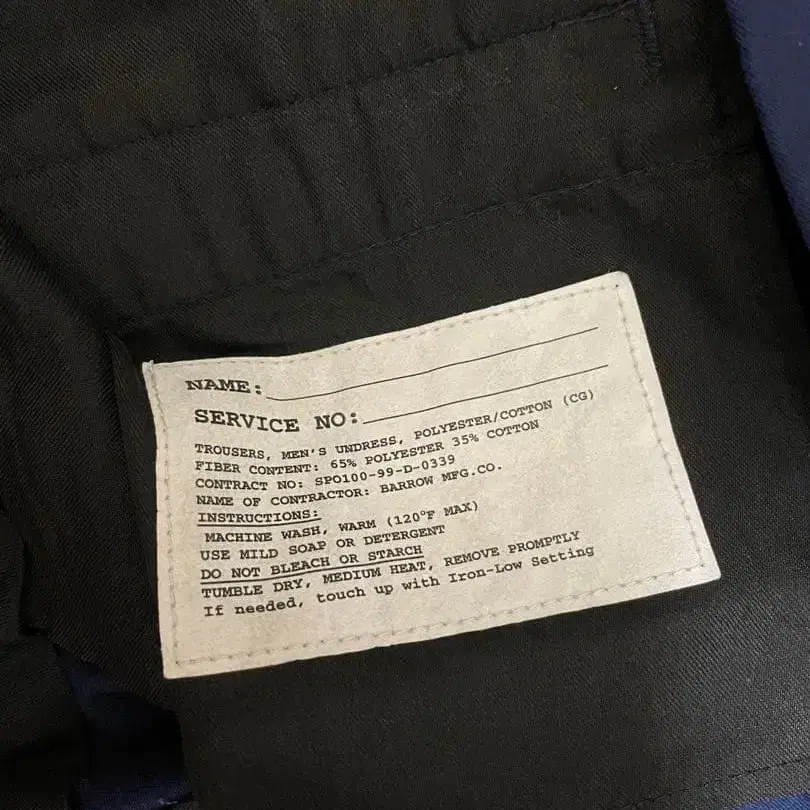 NAME:
SERVICE NO:
TROUSERS, MEN'S UNDRESS, POLYESTER/COTTON (CG)
FIBER CONTENT: 65% POLYESTER 35% COTTON
CONTRACT NO: SPO100-99-D-0339
NAME OF CONTRACTOR: BARROW MFG.CO.
INSTRUCTIONS:
MACHINE WASH, WARM (120°F MAX)
USE MILD SOAP OR DETERGENT
DO NOT BLEACH OR STARCH
TUMBLE DRY, MEDIUM HEAT, REMOVE PROMPTLY
If needed, touch up with Iron-Low Setting